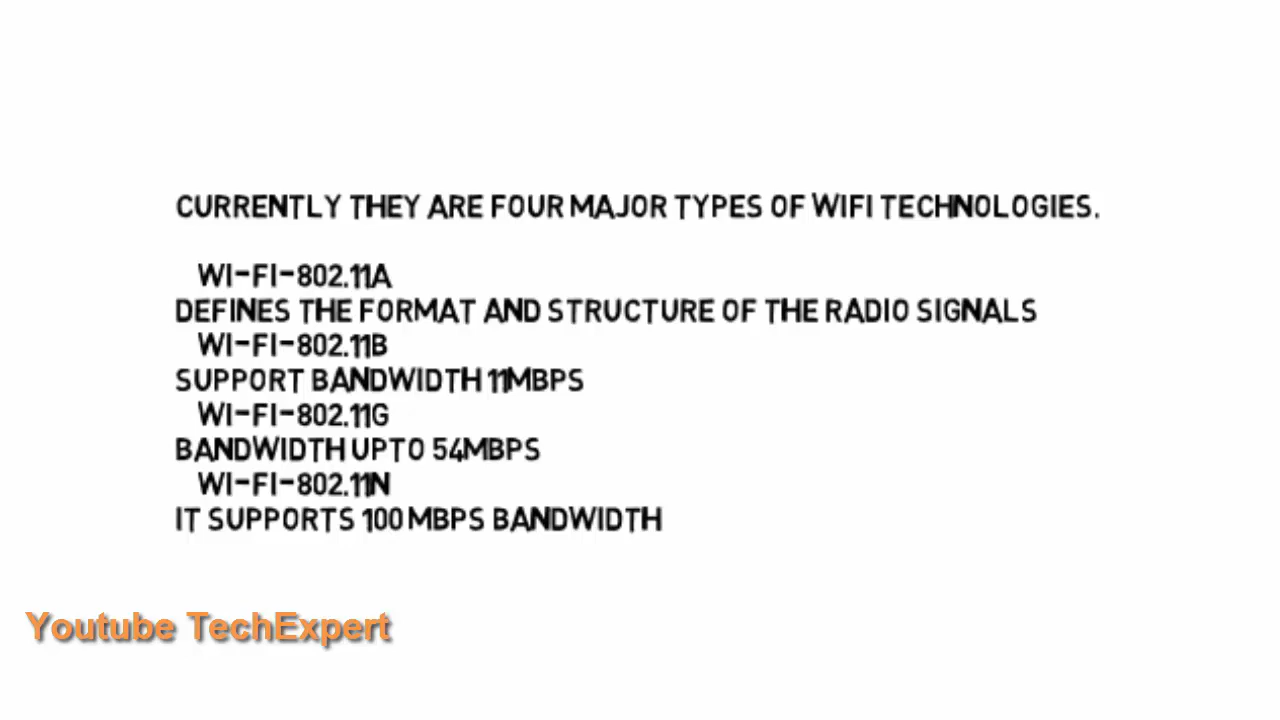 CURRENTLY THEY ARE FOUR MAJOR TYPES OF WIFI TECHNOLOGIES.
WI-FI-802.11A
DEFINES THE FORMAT AND STRUCTURE OF THE RADIO SIGNALS
WI-FI-802.11B
SUPPORT BANDWIDTH 11MBPS
WI-FI-802.11G
BANDWIDTH UPTO 54MBPS
WI-FI-802.11N
IT SUPPORTS 100 MBPS BANDWIDTH
Youtube TechExpert